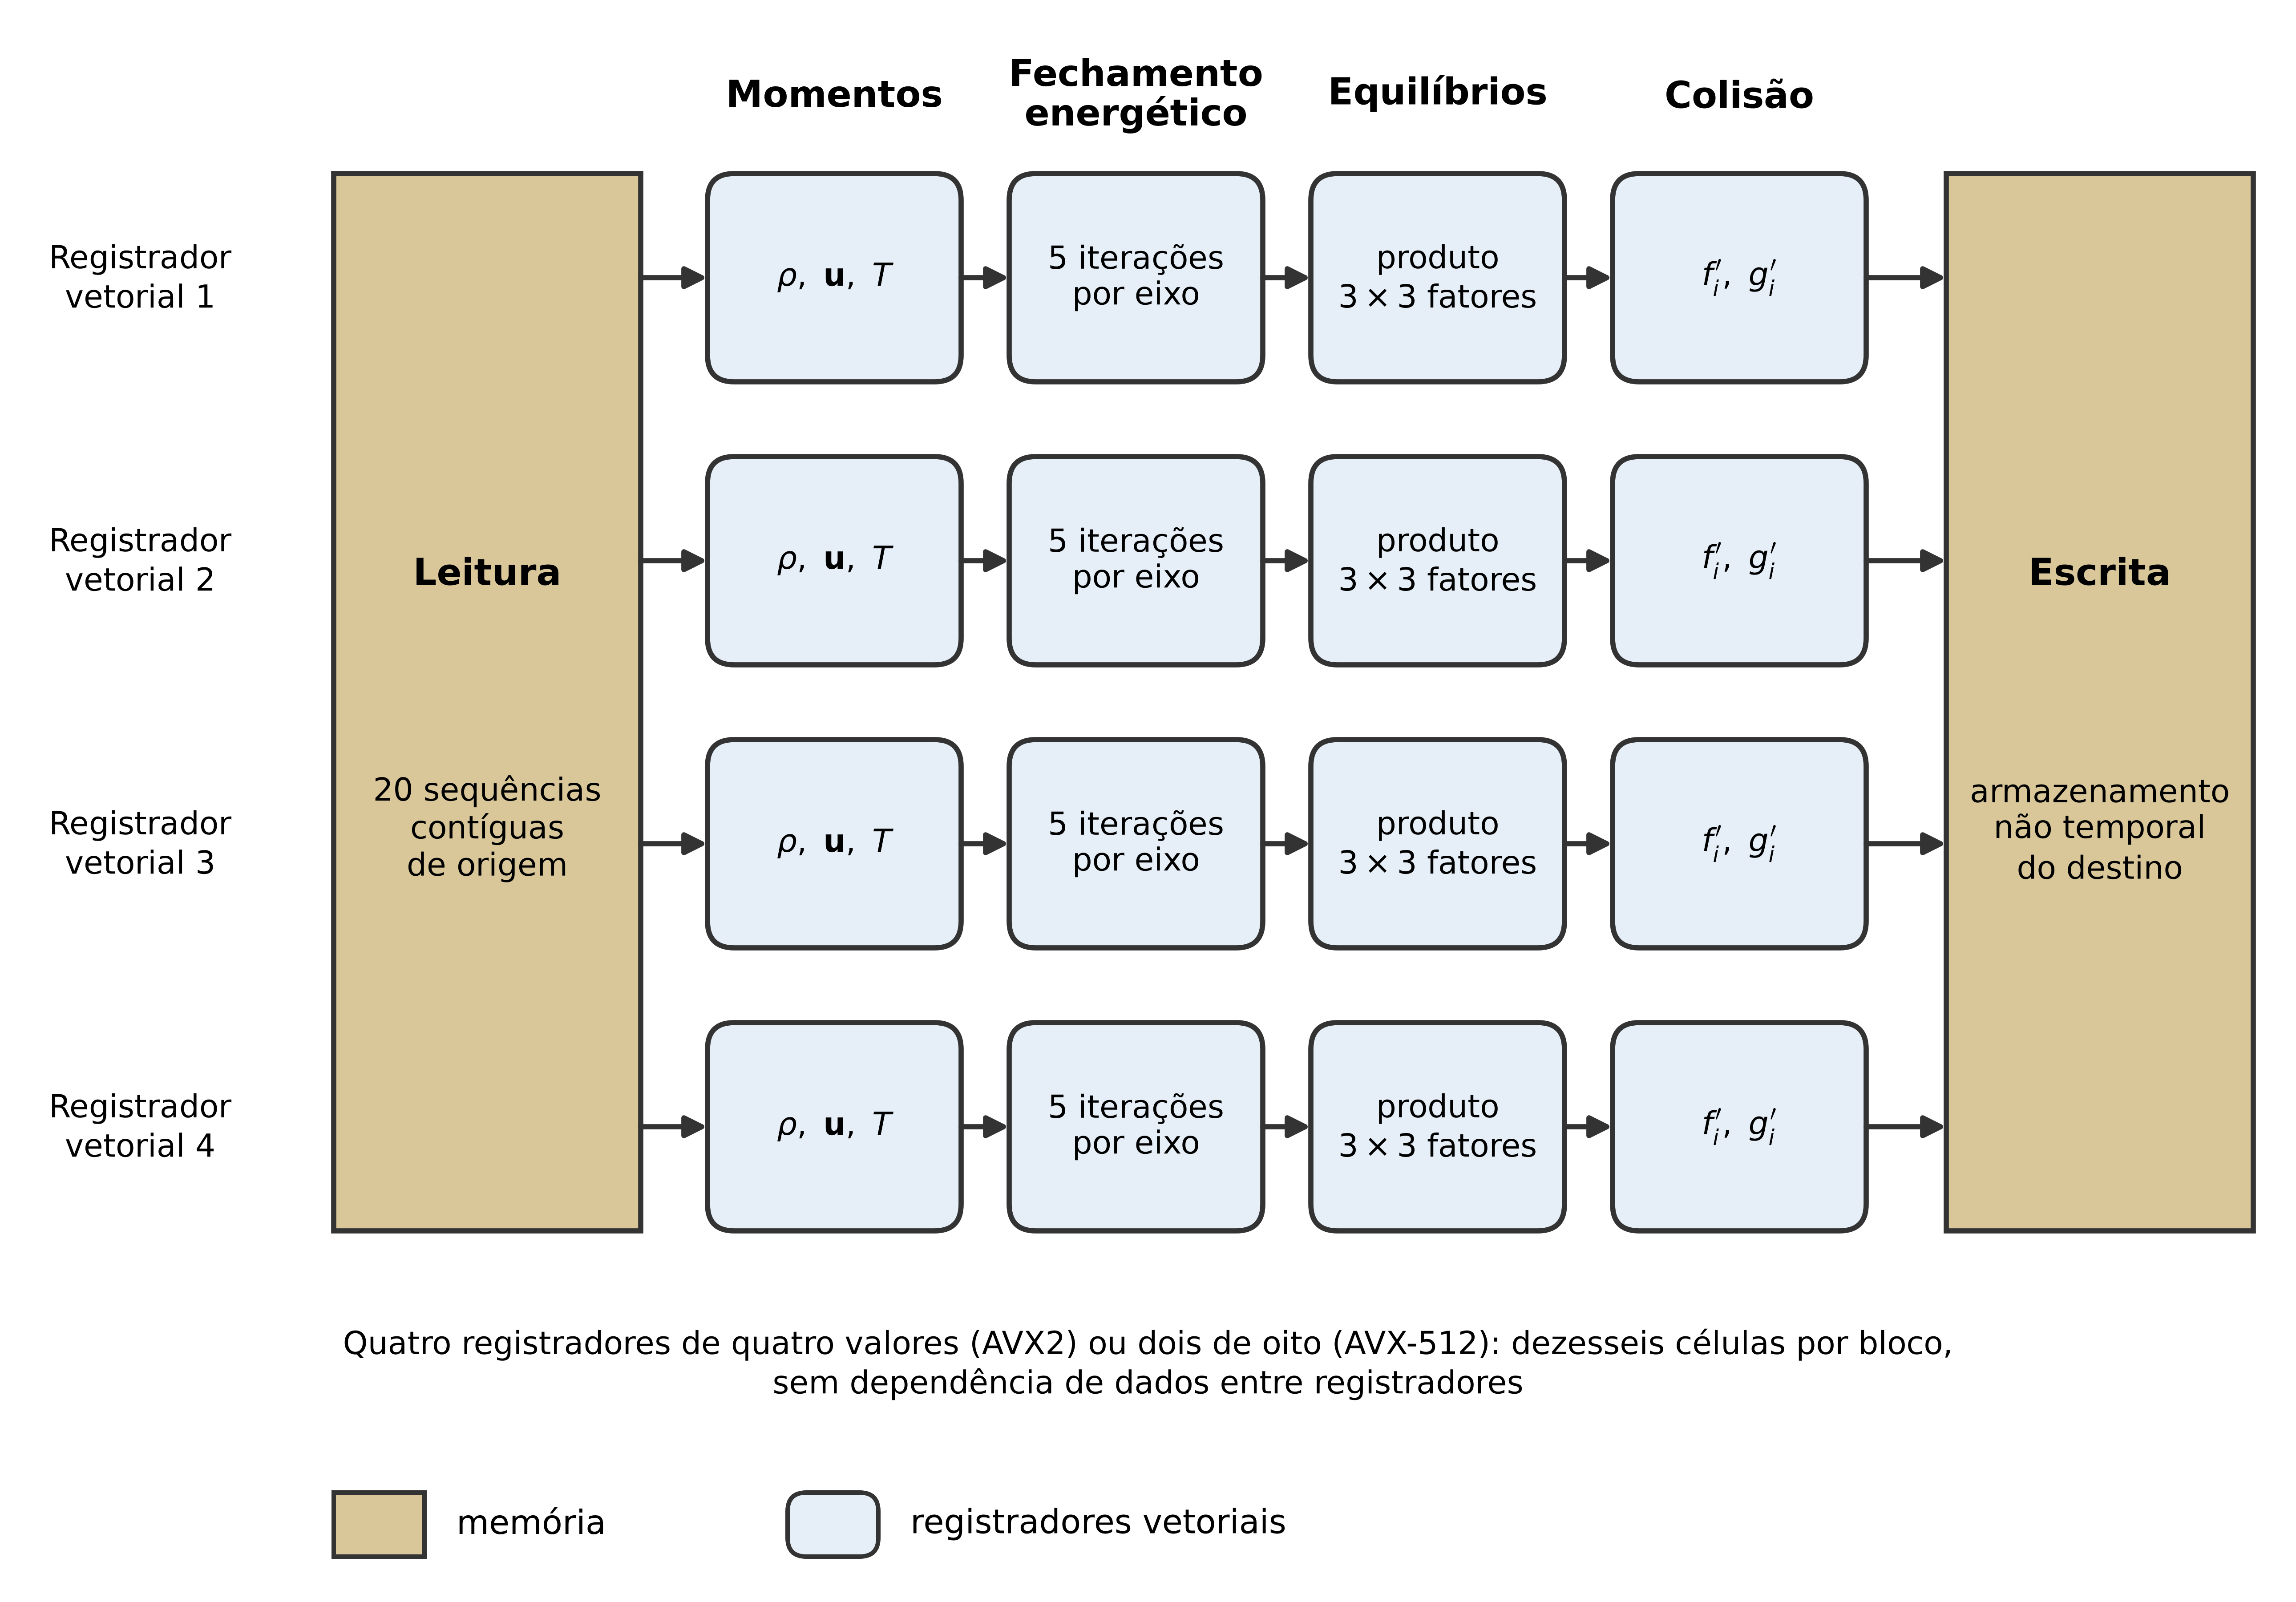 Momentos
Fechamento
energético
Equilíbrios
Colisão
Registrador
vetorial 1
ρ, u, T
5 iterações
por eixo
produto
3 × 3 fatores
f′ᵢ, g′ᵢ
Registrador
vetorial 2
Leitura
ρ, u, T
5 iterações
por eixo
produto
3 × 3 fatores
f′ᵢ, g′ᵢ
Escrita
Registrador
vetorial 3
20 sequências
contíguas
de origem
ρ, u, T
5 iterações
por eixo
produto
3 × 3 fatores
f′ᵢ, g′ᵢ
armazenamento
não temporal
do destino
Registrador
vetorial 4
ρ, u, T
5 iterações
por eixo
produto
3 × 3 fatores
f′ᵢ, g′ᵢ
Quatro registradores de quatro valores (AVX2) ou dois de oito (AVX-512): dezesseis células por bloco,
sem dependência de dados entre registradores
memória
registradores vetoriais